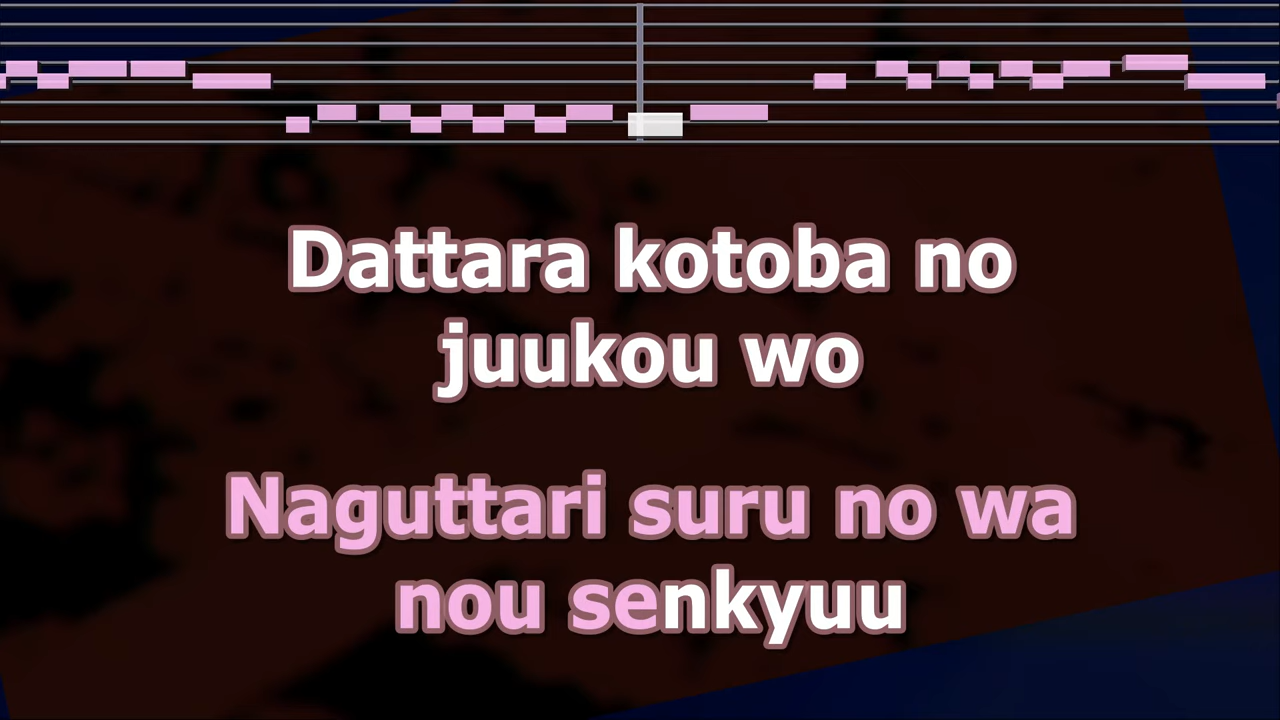 Dattara kotoba no
juukou wo
Naguttari suru no wa
nou senkyuu